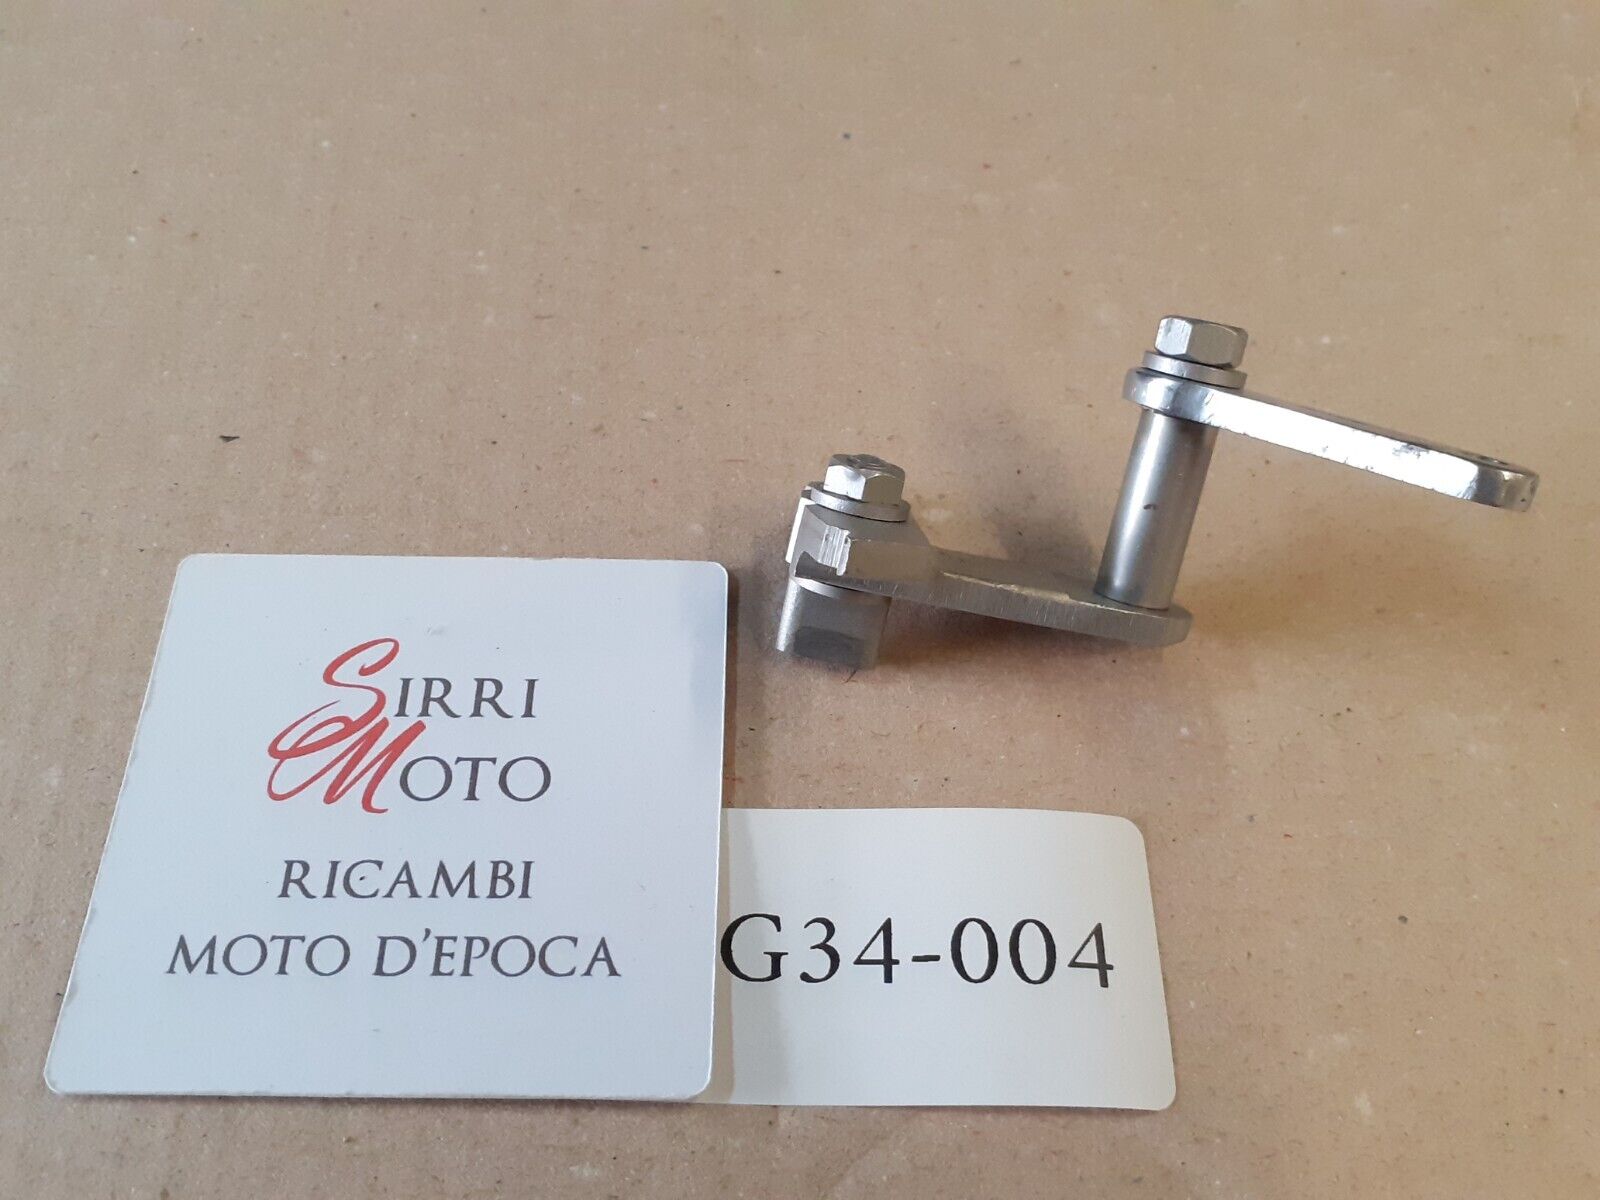 SIRRI
MOTO
RICAMBI
MOTO D'EPOCA
G34-004